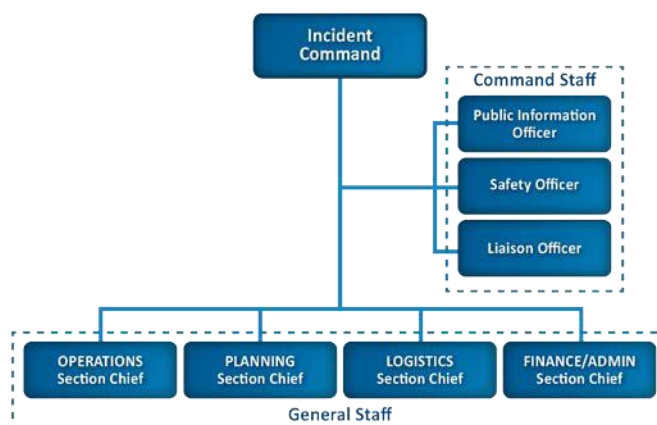 Incident
Command
Command Staff
Public Information
Officer
Safety Officer
Liaison Officer
OPERATIONS
Section Chief
PLANNING
Section Chief
LOGISTICS
Section Chief
FINANCE/ADMIN
Section Chief
General Staff